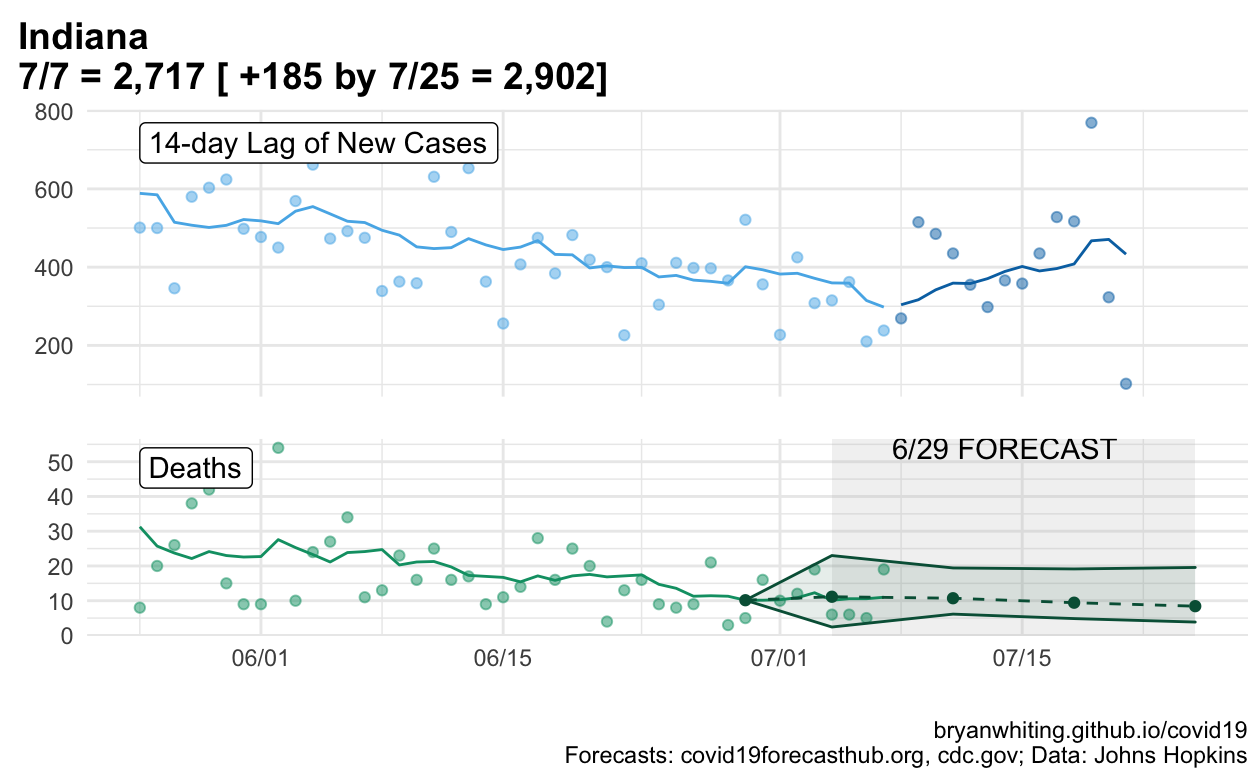 Indiana
7/7 = 2,717 [ +185 by 7/25 = 2,902]
800
14-day Lag of New Cases
600
400
200
6/29 FORECAST
Deaths
50
40
30
20
10
0
06/01 06/15 07/01 07/15
bryanwhiting.github.io/covid19
Forecasts: covid19forecasthub.org, cdc.gov; Data: Johns Hopkins